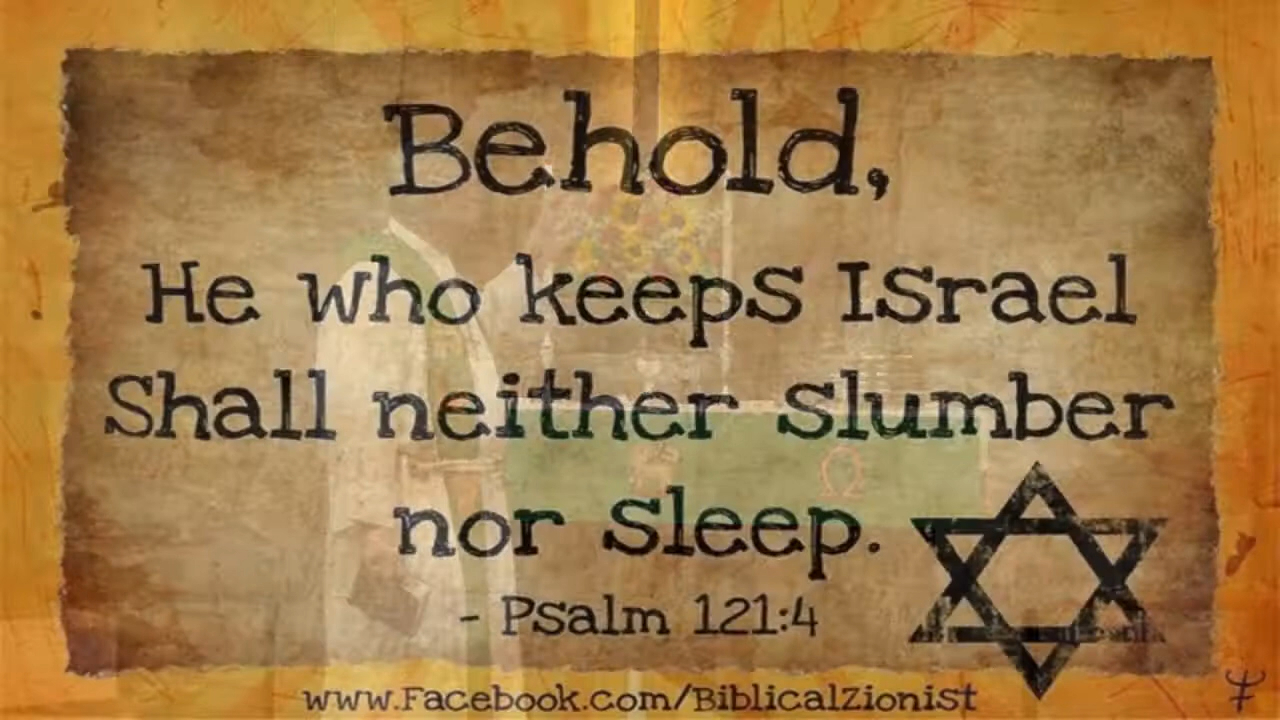 Behold,
He who keeps Israel
Shall neither slumber
nor sleep.
- Psalm 121:4
www.Facebook.com/BiblicalZionist